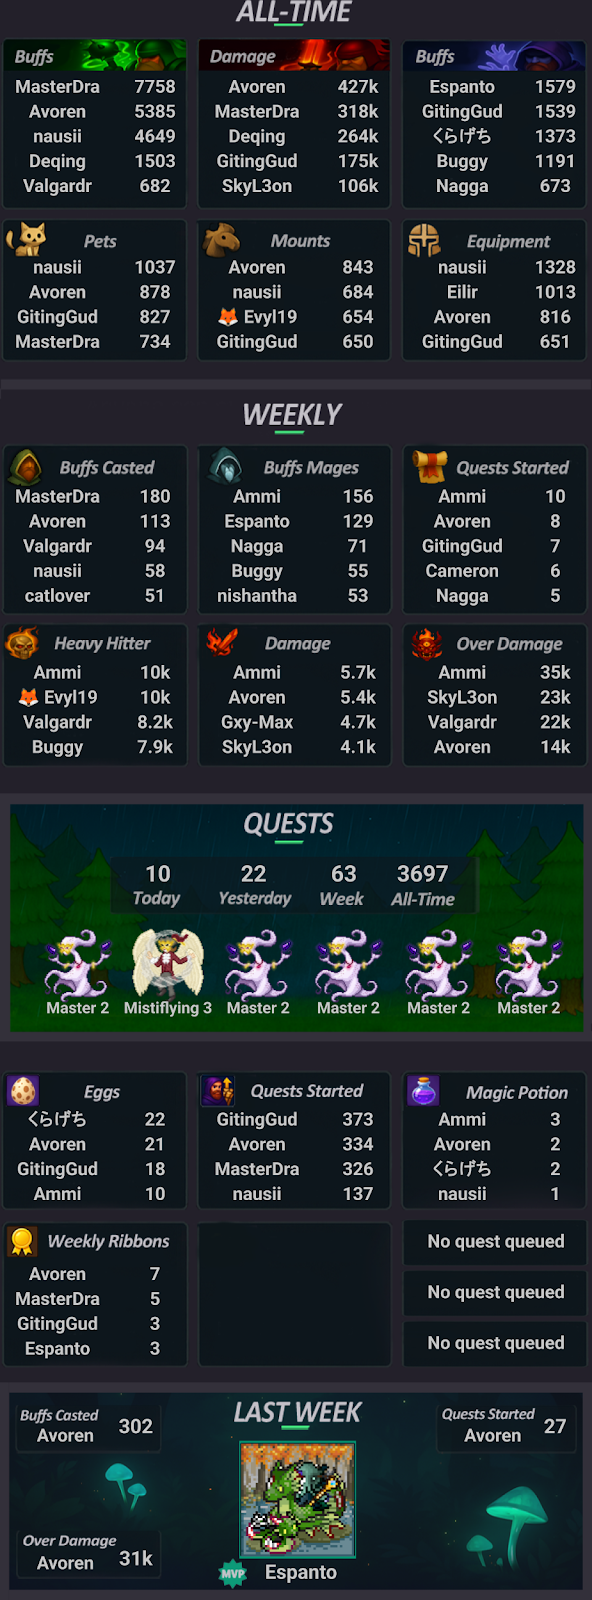 ALL-TIME
Buffs
MasterDra 7758
Avoren 5385
nausii 4649
Deqing 1503
Valgardr 682
Damage
Avoren 427k
MasterDra 318k
Deqing 264k
GitingGud 175k
SkyL3on 106k
Buffs
Espanto 1579
GitingGud 1539
くらげち 1373
Buggy 1191
Nagga 673
Pets
nausii 1037
Avoren 878
GitingGud 827
MasterDra 734
Mounts
Avoren 843
nausii 684
🦊 Evyl19 654
GitingGud 650
Equipment
nausii 1328
Eilir 1013
Avoren 816
GitingGud 651
WEEKLY
Buffs Casted
MasterDra 180
Avoren 113
Valgardr 94
nausii 58
catlover 51
Buffs Mages
Ammi 156
Espanto 129
Nagga 71
Buggy 55
nishantha 53
Quests Started
Ammi 10
Avoren 8
GitingGud 7
Cameron 6
Nagga 5
Heavy Hitter
Ammi 10k
🦊 Evyl19 10k
Valgardr 8.2k
Buggy 7.9k
Damage
Ammi 5.7k
Avoren 5.4k
Gxy-Max 4.7k
SkyL3on 4.1k
Over Damage
Ammi 35k
SkyL3on 23k
Valgardr 22k
Avoren 14k
QUESTS
10 22 63 3697
Today Yesterday Week All-Time
Master 2 Mistiflying 3 Master 2 Master 2 Master 2 Master 2
Eggs
くらげち 22
Avoren 21
GitingGud 18
Ammi 10
Quests Started
GitingGud 373
Avoren 334
MasterDra 326
nausii 137
Magic Potion
Ammi 3
Avoren 2
くらげち 2
nausii 1
Weekly Ribbons
Avoren 7
MasterDra 5
GitingGud 3
Espanto 3
No quest queued
No quest queued
No quest queued
LAST WEEK
Buffs Casted
Avoren 302
Quests Started
Avoren 27
Over Damage
Avoren 31k
MVP Espanto